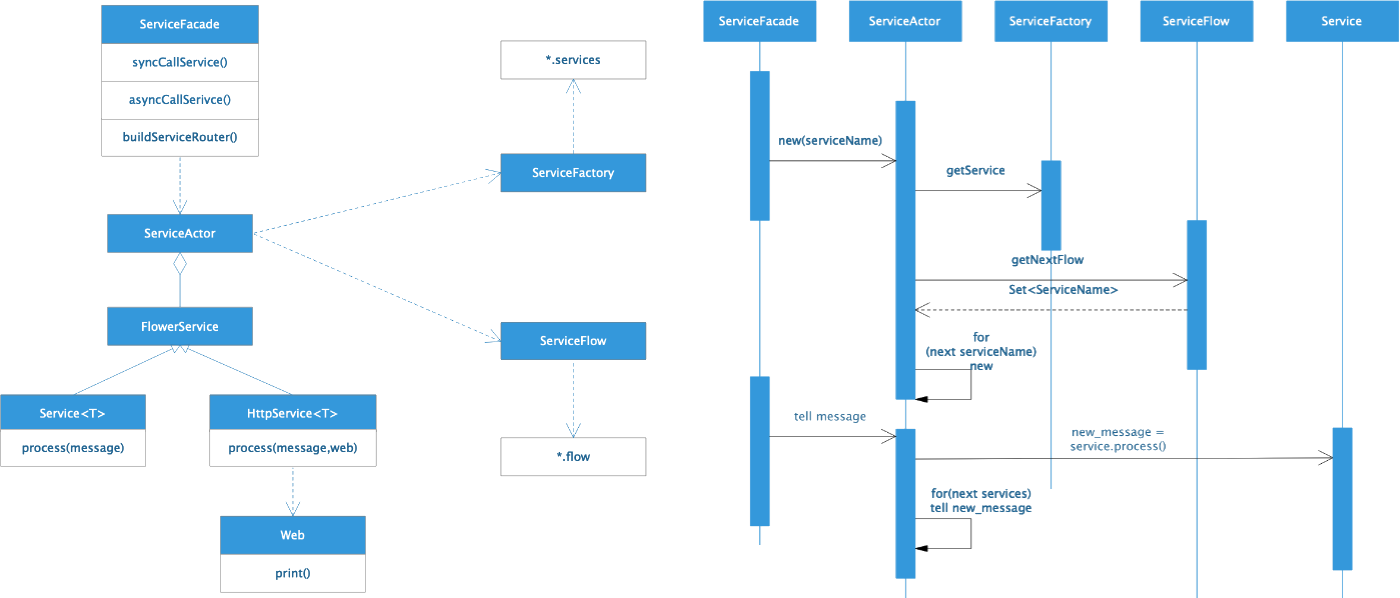 ServiceFacade
syncCallService()
asyncCallSerivce()
buildServiceRouter()
*.services
ServiceFactory
ServiceActor
FlowerService
ServiceFlow
Service<T>
process(message)
HttpService<T>
process(message,web)
*.flow
Web
print()
ServiceFacade
ServiceActor
ServiceFactory
ServiceFlow
Service
new(serviceName)
getService
getNextFlow
Set<ServiceName>
for
(next serviceName)
new
tell message
new_message =
service.process()
for(next services)
tell new_message